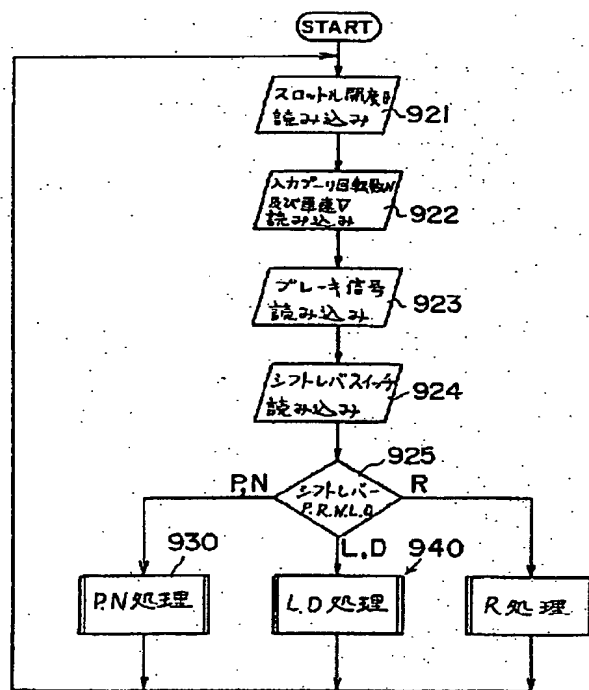 START
スロットル開度θ
読み込み
921
入力プーリ回転数N
及び車速V
読み込み
922
ブレーキ信号
読み込み
923
シフトレバスイッチ
読み込み
924
925
シフトレバー
P.R.N.L.D
P,N
R
L,D
930
940
P.N処理
L.D処理
R処理